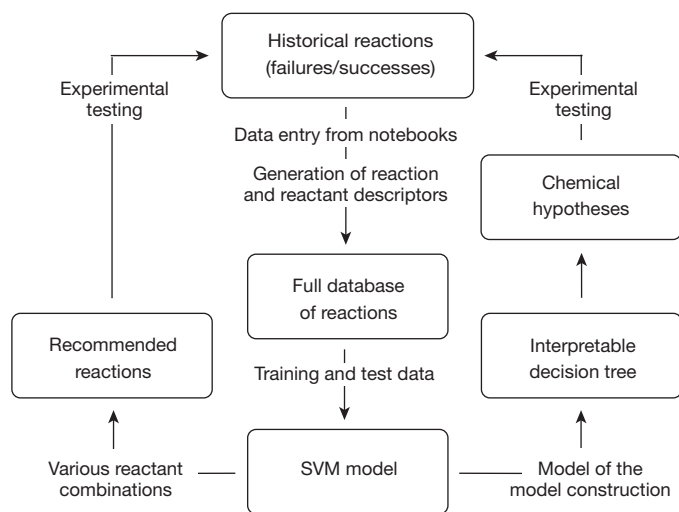 Historical reactions
(failures/successes)
Experimental
testing
Experimental
testing
Data entry from notebooks
Generation of reaction
and reactant descriptors
Chemical
hypotheses
Full database
of reactions
Recommended
reactions
Interpretable
decision tree
Training and test data
Various reactant
combinations
SVM model
Model of the
model construction